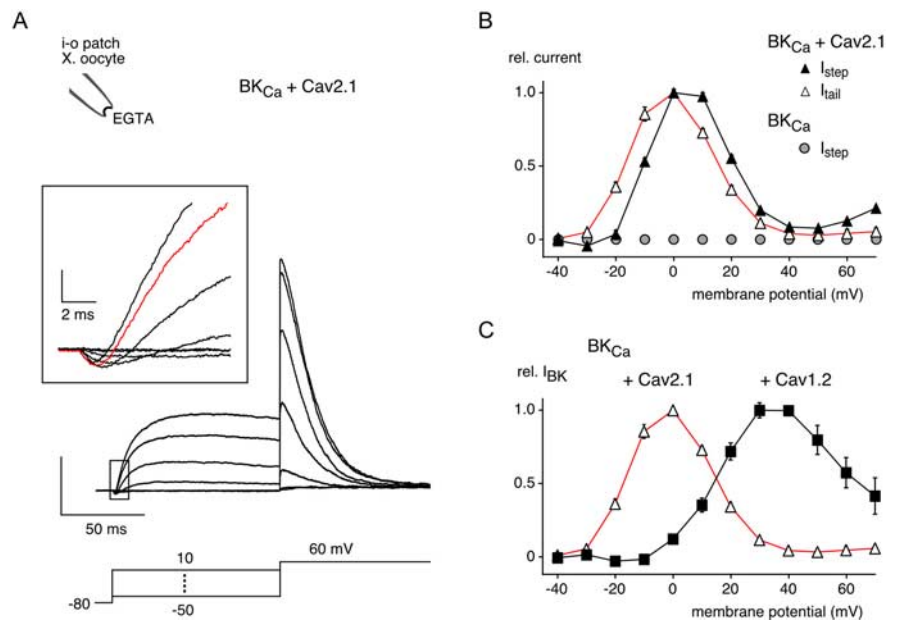 A
i-o patch
X. oocyte
EGTA
BKCa + Cav2.1
2 ms
50 ms
10
60 mV
-80
-50
B
rel. current
BKCa + Cav2.1
Istep
Itail
BKCa
Istep
1.0
0.5
0
-40 -20 0 20 40 60
membrane potential (mV)
C
BKCa
rel. IBK
+ Cav2.1 + Cav1.2
1.0
0.5
0
-40 -20 0 20 40 60
membrane potential (mV)